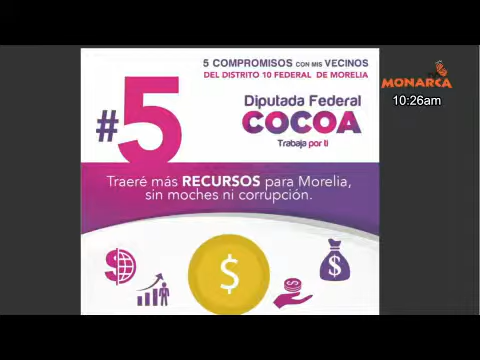 5 COMPROMISOS CON MIS VECINOS
DEL DISTRITO 10 FEDERAL DE MORELIA
MONARCA
10:26am
#5
Diputada Federal
COCOA
Trabaja por ti
Traeré más RECURSOS para Morelia,
sin moches ni corrupción.
$
$
$
$